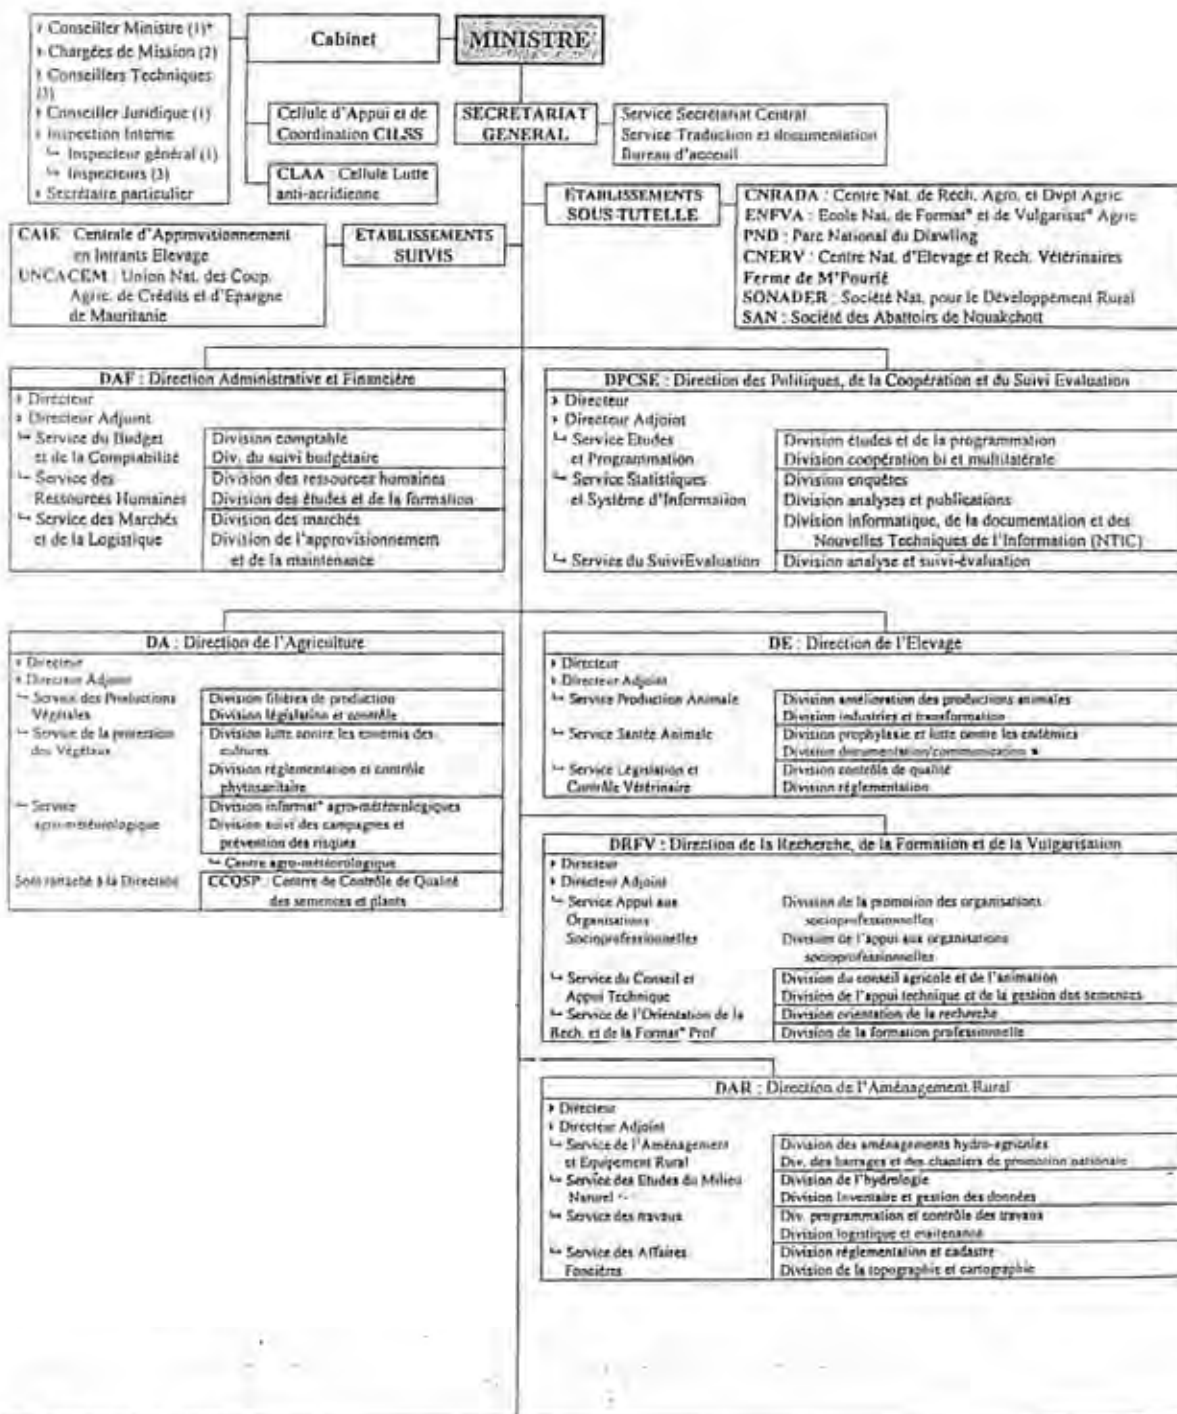 › Conseiller Ministre (1)*
› Chargées de Mission (2)
› Conseillers Techniques
(3)
› Conseiller Juridique (1)
› Inspection Interne
↳ Inspecteur général (1)
↳ Inspecteurs (3)
› Secrétaire particulier
Cabinet
MINISTRE
Cellule d'Appui et de
Coordination CILSS
CLAA : Cellule Lutte
anti-acridienne
SECRETARIAT
GENERAL
Service Secrétariat Central
Service Traduction et documentation
Bureau d'acceuil
ETABLISSEMENTS
SOUS TUTELLE
CNRADA : Centre Nat. de Rech. Agro. et Dvpt Agric.
ENFVA : Ecole Nat. de Format° et de Vulgarisat° Agric
PND : Parc National du Diawling
CNERV : Centre Nat. d'Elevage et Rech. Vétérinaires
Ferme de M'Pourié
SONADER : Société Nat. pour le Développement Rural
SAN : Société des Abattoirs de Nouakchott
CAIE Centrale d'Approvisionnement
en Intrants Elevage
UNCACEM : Union Nat. des Coop.
Agric. de Crédits et d'Epargne
de Mauritanie
ETABLISSEMENTS
SUIVIS
DAF : Direction Administrative et Financière
› Directeur
› Directeur Adjoint
↳ Service du Budget
et de la Comptabilité
Division comptable
Div. du suivi budgétaire
↳ Service des
Ressources Humaines
Division des ressources humaines
Division des études et de la formation
↳ Service des Marchés
et de la Logistique
Division des marchés
Division de l'approvisionnement
et de la maintenance
DPCSE : Direction des Politiques, de la Coopération et du Suivi Evaluation
› Directeur
› Directeur Adjoint
↳ Service Etudes
et Programmation
Division études et de la programmation
Division coopération bi et multilatérale
↳ Service Statistiques
et Système d'Information
Division enquêtes
Division analyses et publications
Division informatique, de la documentation et des
Nouvelles Techniques de l'Information (NTIC)
↳ Service du SuiviEvaluation
Division analyse et suivi-évaluation
DA : Direction de l'Agriculture
› Directeur
› Directeur Adjoint
↳ Service des Productions
Végétales
Division filières de production
Division législation et contrôle
↳ Service de la protection
des Végétaux
Division lutte contre les ennemis des
cultures
Division réglementation et contrôle
phytosanitaire
↳ Service
agro-météorologique
Division informat° agro-météorologiques
Division suivi des campagnes et
prévention des risques
↳ Centre agro-météorologique
Sont rattaché à la Direction
CCQSP : Centre de Contrôle de Qualité
des semences et plants
DE : Direction de l'Elevage
› Directeur
› Directeur Adjoint
↳ Service Production Animale
Division amélioration des productions animales
Division industries et transformation
↳ Service Santée Animale
Division prophylaxie et lutte contre les endémies
Division documentation/communication
↳ Service Législation et
Contrôle Vétérinaire
Division contrôle de qualité
Division réglementation
DRFV : Direction de la Recherche, de la Formation et de la Vulgarisation
› Directeur
› Directeur Adjoint
↳ Service Appui aux
Organisations
Socioprofessionnelles
Division de la promotion des organisations
socioprofessionnelles
Division de l'appui aux organisations
socioprofessionnelles
↳ Service du Conseil et
Appui Technique
Division du conseil agricole et de l'animation
Division de l'appui technique et de la gestion des semences
↳ Service de l'Orientation de la
Rech. et de la Format° Prof
Division orientation de la recherche
Division de la formation professionnelle
DAR : Direction de l'Aménagement Rural
› Directeur
› Directeur Adjoint
↳ Service de l'Aménagement
et Equipement Rural
Division des aménagements hydro-agricoles
Div. des barrages et des chantiers de promotion nationale
↳ Service des Etudes du Milieu
Naturel
Division de l'hydrologie
Division Inventaire et gestion des données
↳ Service des travaux
Div. programmation et contrôle des travaux
Division logistique et maitenance
↳ Service des Affaires
Foncières
Division réglementation et cadastre
Division de la topographie et cartographie